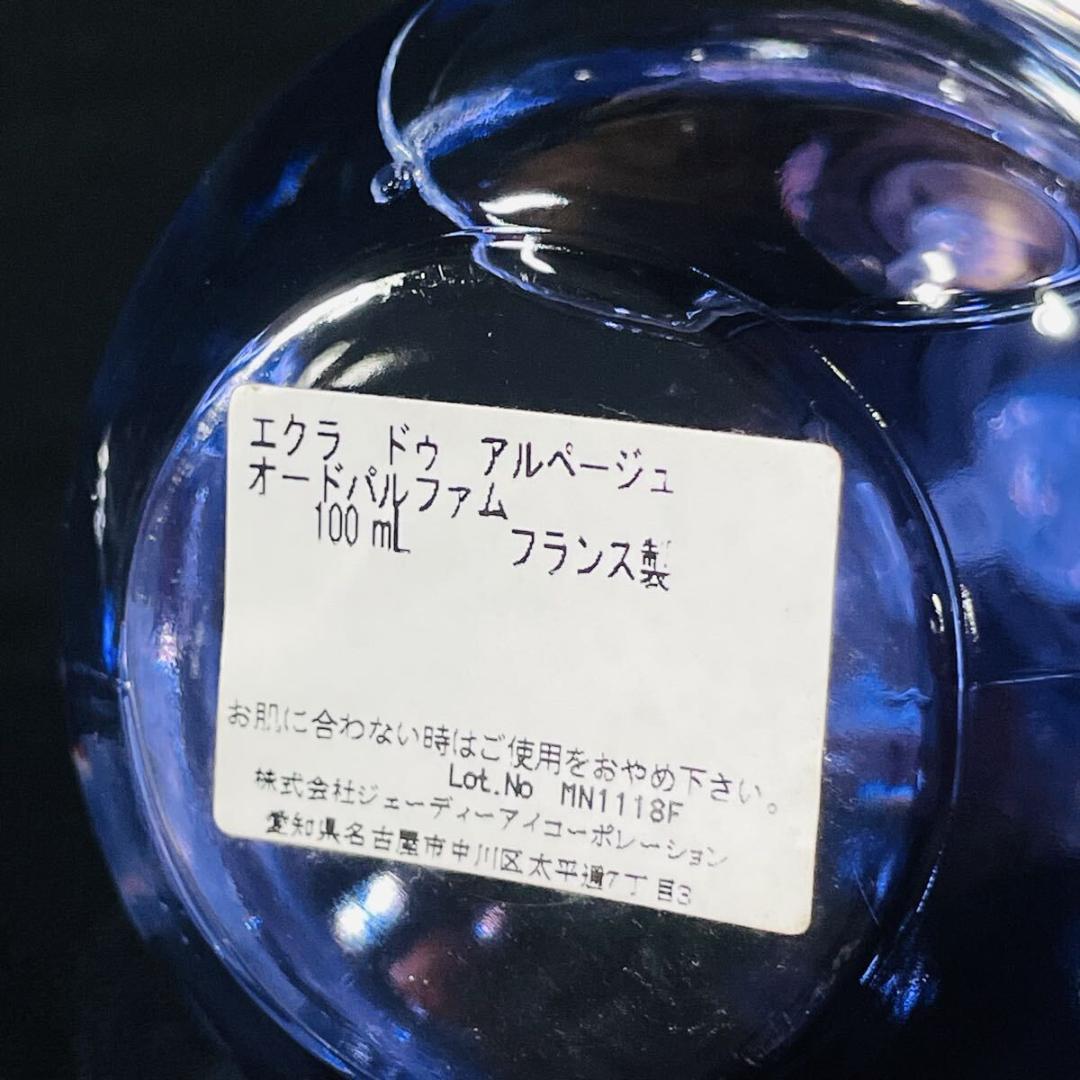 エクラ　ドゥ　アルページュ
オードパルファム
100 mL　フランス製
お肌に合わない時はご使用をおやめ下さい。
Lot.No MN1118F
株式会社ジェーディーアイコーポレーション
愛知県名古屋市中川区太平通7丁目3